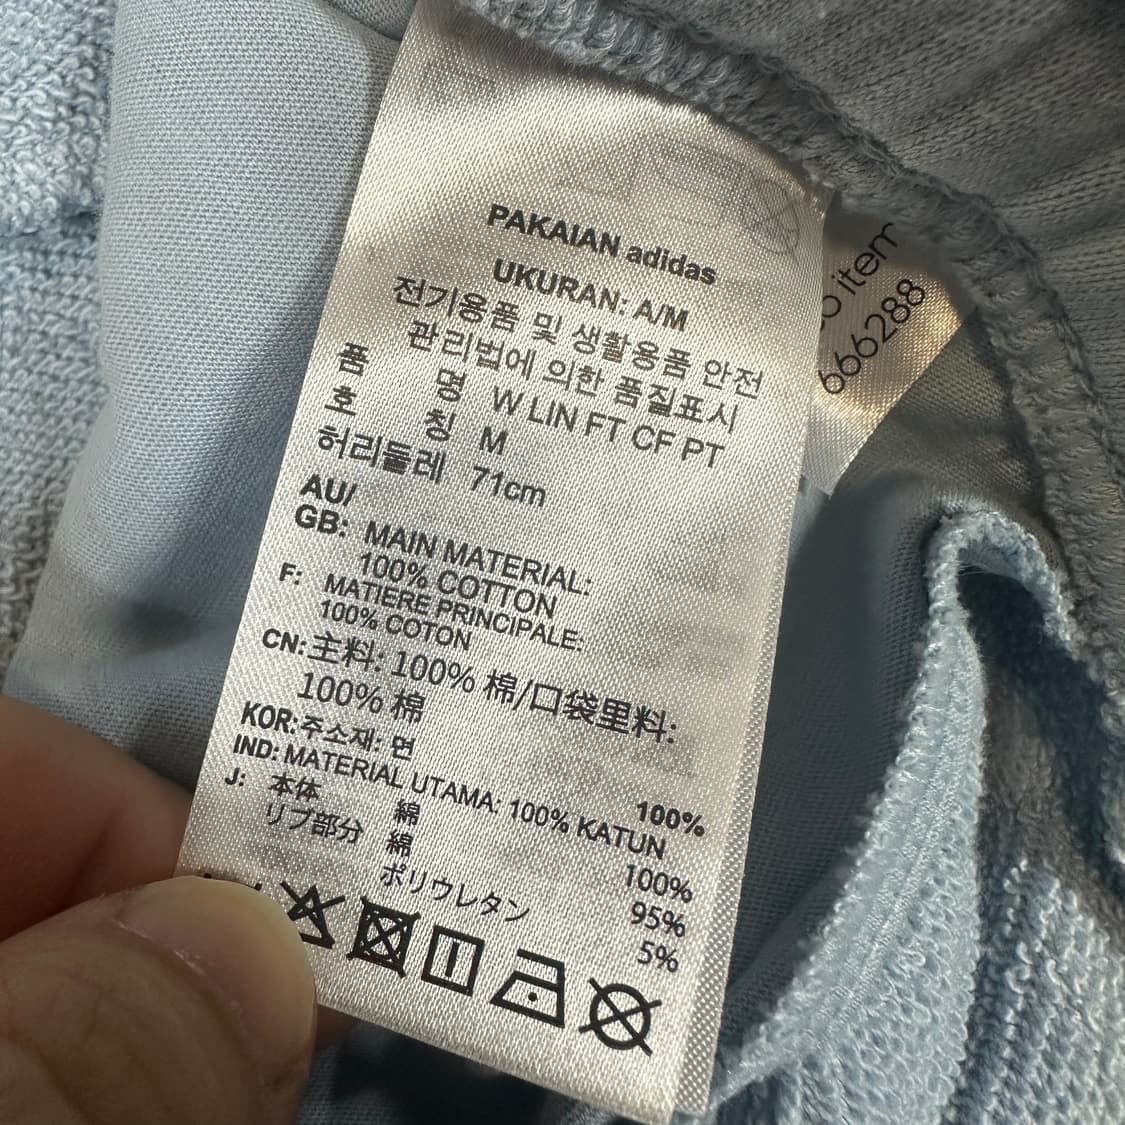 PAKAIAN adidas
UKURAN: A/M
전기용품 및 생활용품 안전
관리법에 의한 품질표시
품 명 W LIN FT CF PT
호 칭 M
허리둘레 71cm
AU/
GB: MAIN MATERIAL:
100% COTTON
F: MATIERE PRINCIPALE:
100% COTON
CN: 主料: 100% 棉/口袋里料:
100% 棉
KOR: 주소재: 면 100%
IND: MATERIAL UTAMA: 100% KATUN
J: 本体 綿 100%
リブ部分 綿 95%
ポリウレタン 5%
item
666288